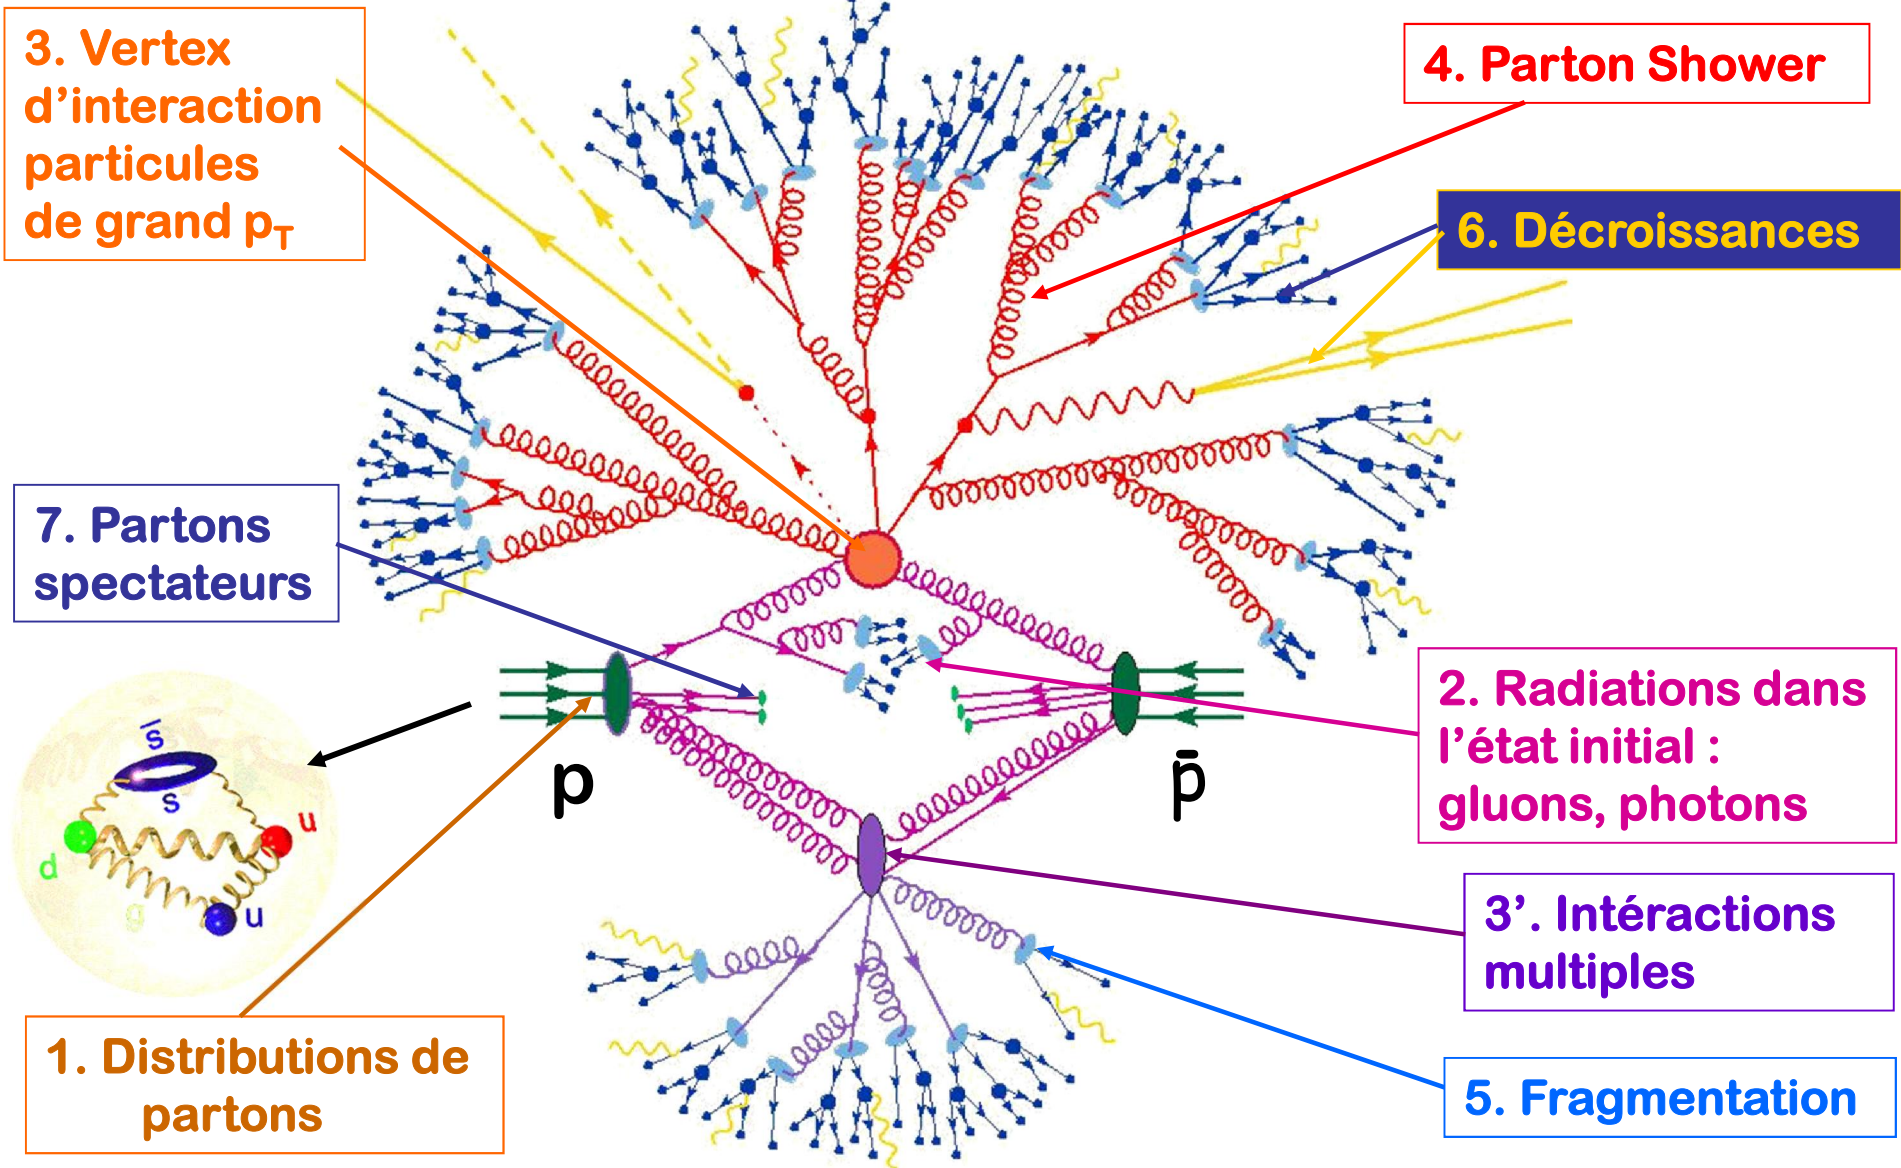 3. Vertex
d’interaction
particules
de grand pT
4. Parton Shower
6. Décroissances
7. Partons
spectateurs
2. Radiations dans
l’état initial :
gluons, photons
p
p̄
s̄
s
u
d
g
u
3’. Intéractions
multiples
1. Distributions de
partons
5. Fragmentation